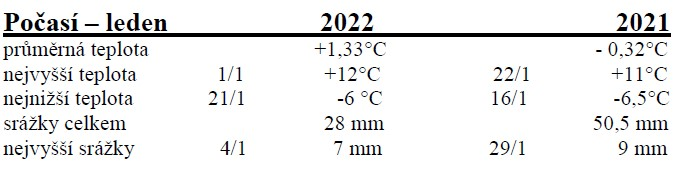 Počasí – leden 2022 2021
průměrná teplota +1,33°C - 0,32°C
nejvyšší teplota 1/1 +12°C 22/1 +11°C
nejnižší teplota 21/1 -6 °C 16/1 -6,5°C
srážky celkem 28 mm 50,5 mm
nejvyšší srážky 4/1 7 mm 29/1 9 mm